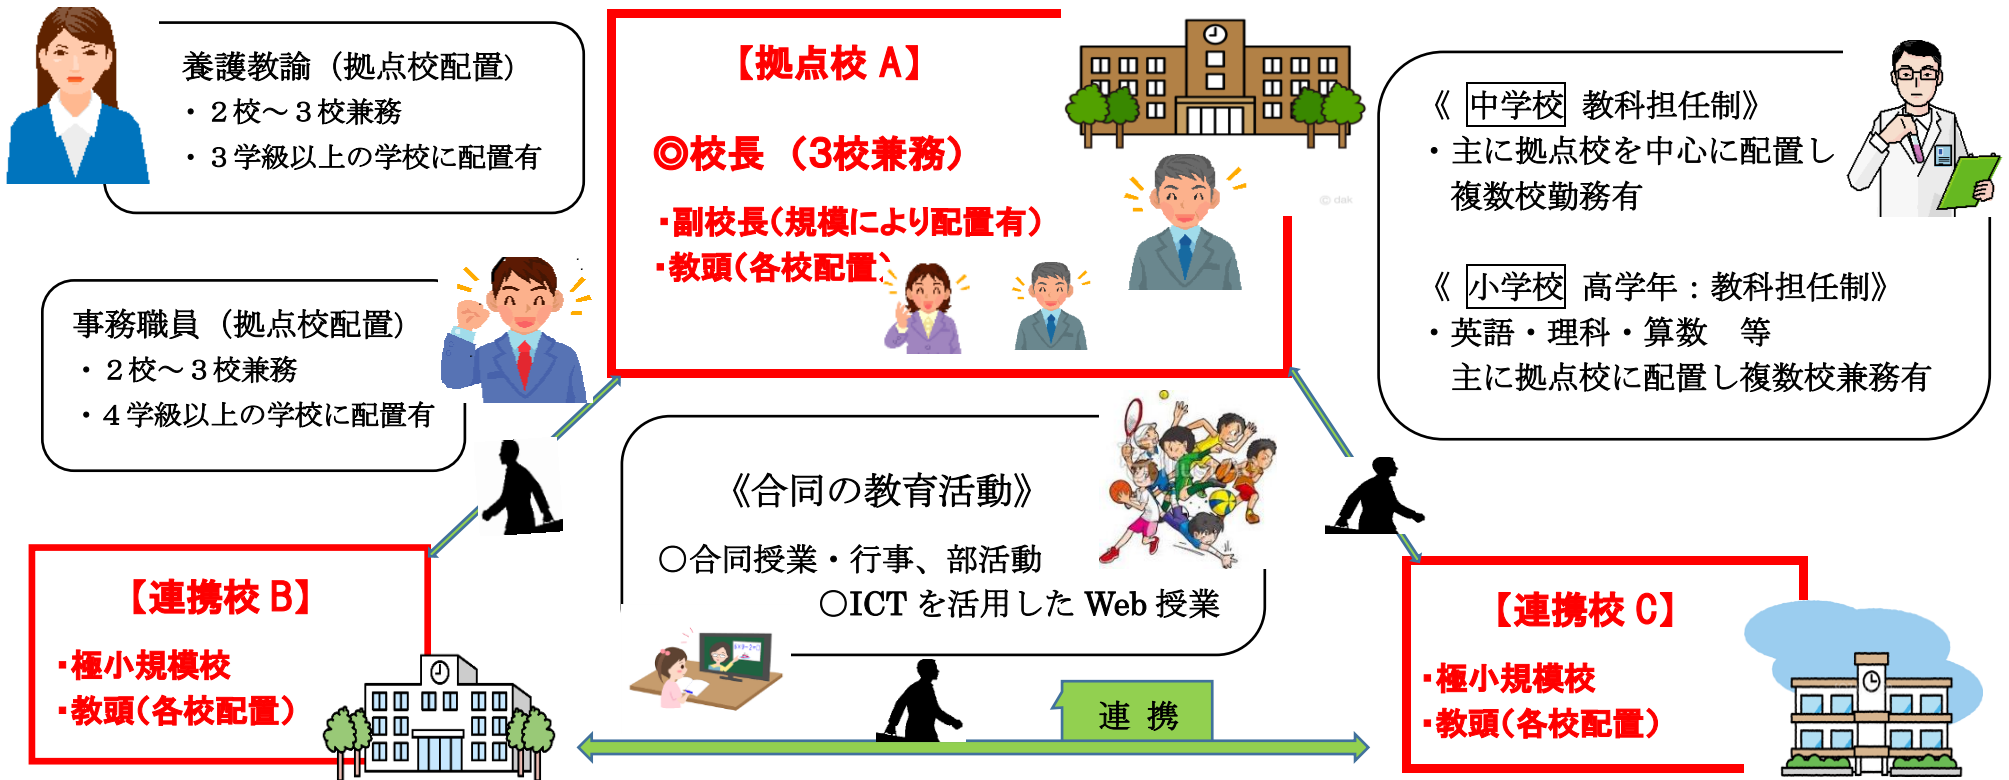 養護教諭（拠点校配置）
・２校～３校兼務
・３学級以上の学校に配置有
事務職員（拠点校配置）
・２校～３校兼務
・４学級以上の学校に配置有
【拠点校 A】
◎校長（3校兼務）
・副校長（規模により配置有）
・教頭（各校配置）
© dak
《 中学校 教科担任制》
・主に拠点校を中心に配置し
複数校勤務有
《 小学校 高学年：教科担任制》
・英語・理科・算数　等
主に拠点校に配置し複数校兼務有
《合同の教育活動》
○合同授業・行事、部活動
○ICT を活用した Web 授業
【連携校 B】
・極小規模校
・教頭（各校配置）
連 携
【連携校 C】
・極小規模校
・教頭（各校配置）